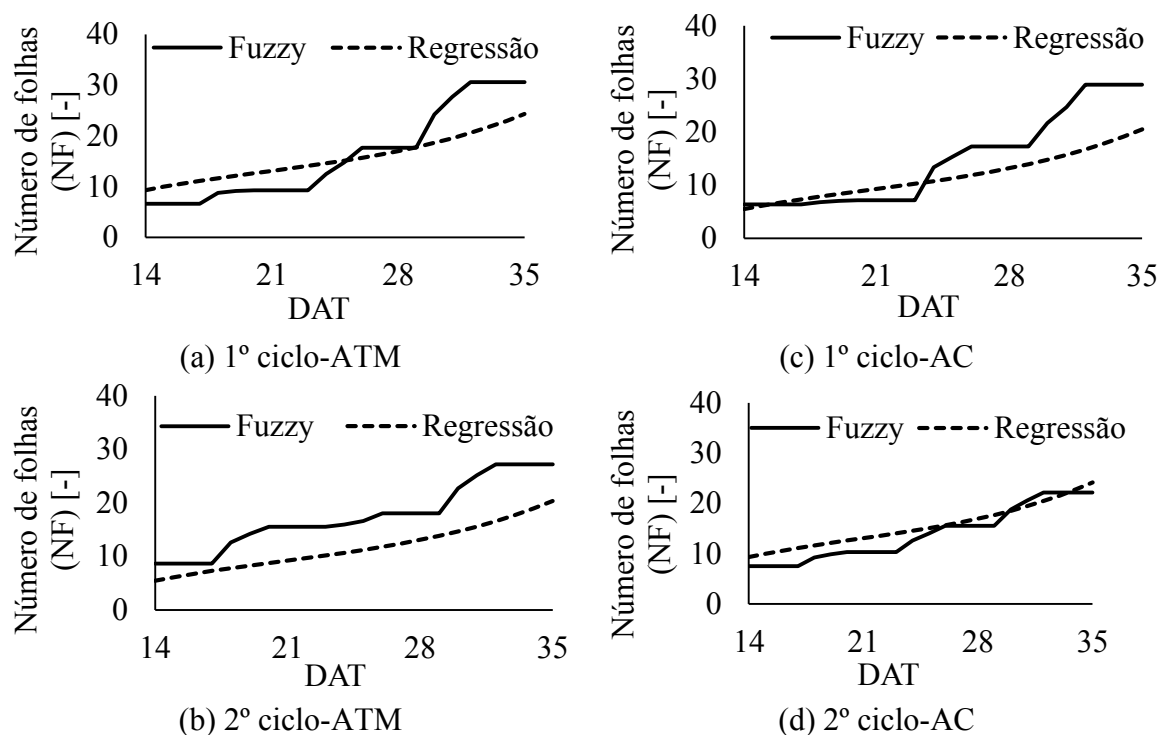 Número de folhas
(NF) [-]
40
30
20
10
0
Fuzzy
Regressão
14
21
28
35
DAT
(a) 1º ciclo-ATM
Número de folhas
(NF) [-]
40
30
20
10
0
Fuzzy
Regressão
14
21
28
35
DAT
(c) 1º ciclo-AC
Número de folhas
(NF) [-]
40
30
20
10
0
Fuzzy
Regressão
14
21
28
35
DAT
(b) 2º ciclo-ATM
Número de folhas
(NF) [-]
40
30
20
10
0
Fuzzy
Regressão
14
21
28
35
DAT
(d) 2º ciclo-AC